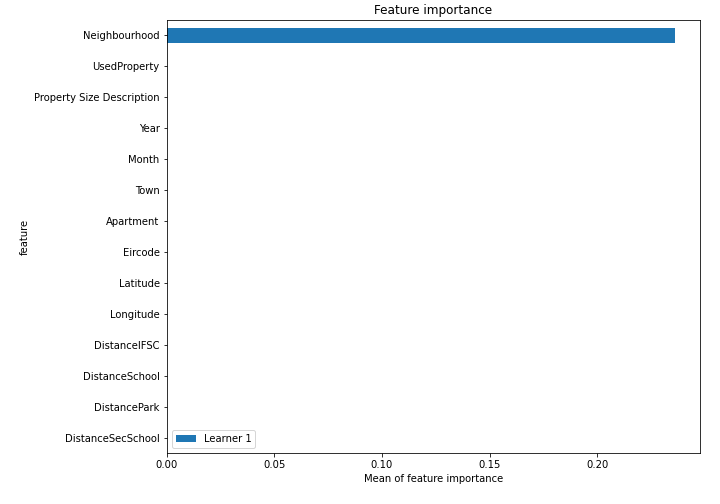 Feature importance
Neighbourhood
UsedProperty
Property Size Description
Year
Month
Town
Apartment
Eircode
Latitude
Longitude
DistanceIFSC
DistanceSchool
DistancePark
DistanceSecSchool
feature
Learner 1
0.00 0.05 0.10 0.15 0.20
Mean of feature importance